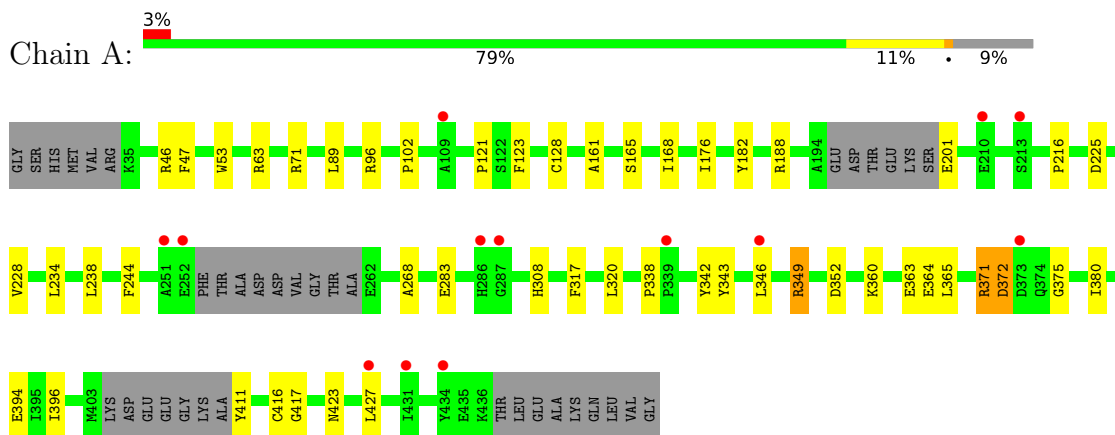 3%
Chain A:
79% 11% • 9%
GLY SER HIS MET VAL ARG K35 R46 F47 W53 R63 R71 L89 R96 P102 A109 P121 S122 F123 C128 A161 S165 I168 I176 Y182 R188 A194 GLU ASP THR GLU LYS SER E201 E210 S213 P216 D225
V228 L234 L238 F244 A251 E252 PHE THR ALA ASP ASP VAL GLY THR ALA E262 A268 E283 H286 G287 H308 F317 L320 P338 P339 Y342 Y343 L346 R349 D352 K360 E363 E364 L365 R371 D372 D373 Q374 G375 I380
E394 I395 I396 M403 LYS ASP GLU GLU GLY LYS ALA Y411 C416 G417 N423 L427 I431 Y434 E435 K436 THR LEU GLU ALA LYS GLN LEU VAL GLY